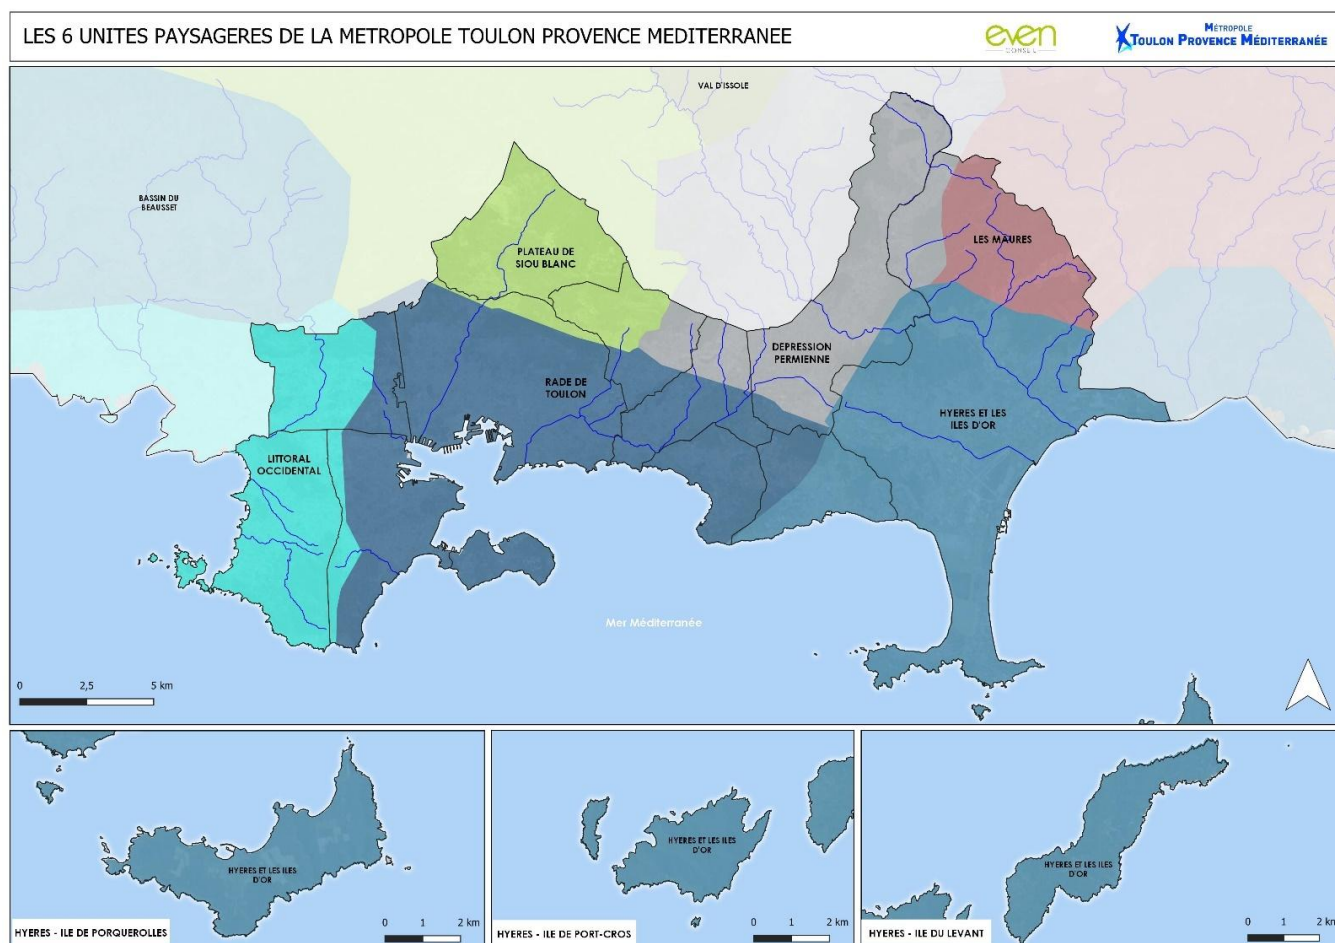 LES 6 UNITES PAYSAGERES DE LA METROPOLE TOULON PROVENCE MEDITERRANEE
even
CONSEIL
MÉTROPOLE
TOULON PROVENCE MÉDITERRANÉE
VAL D'ISSOLE
BASSIN DU
BEAUSSET
PLATEAU DE
SIOU BLANC
LES MAURES
DEPRESSION
PERMIENNE
RADE DE
TOULON
HYERES ET LES
ILES D'OR
LITTORAL
OCCIDENTAL
Mer Méditerranée
0 2,5 5 km
HYERES ET LES ILES
D'OR
HYERES - ILE DE PORQUEROLLES
0 1 2 km
HYERES ET LES ILES
D'OR
HYERES - ILE DE PORT-CROS
0 1 2 km
HYERES ET LES ILES
D'OR
HYERES - ILE DU LEVANT
0 1 2 km